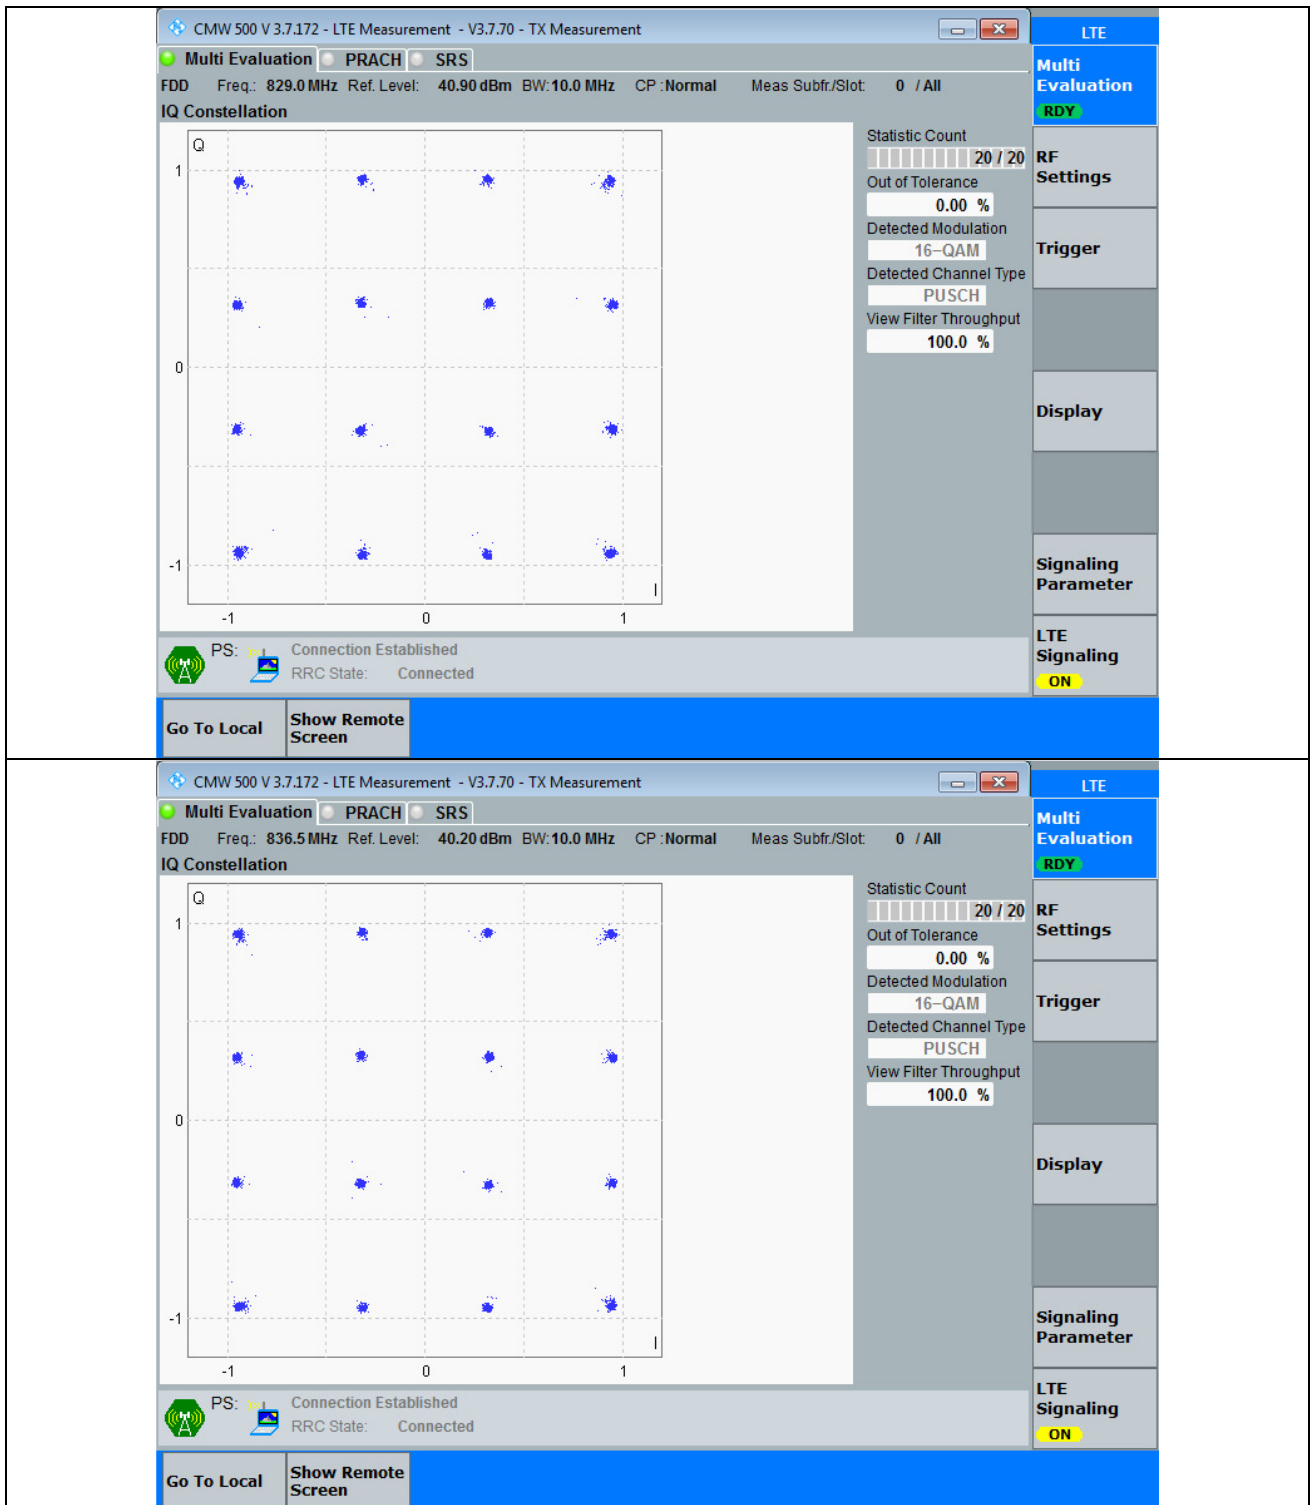 CMW 500 V 3.7.172 - LTE Measurement - V3.7.70 - TX Measurement
LTE
Multi Evaluation PRACH SRS
FDD Freq.: 829.0 MHz Ref. Level: 40.90 dBm BW: 10.0 MHz CP : Normal Meas Subfr./Slot: 0 / All
IQ Constellation
Q
1
0
-1
I
-1 0 1
Statistic Count
20 / 20
Out of Tolerance
0.00 %
Detected Modulation
16-QAM
Detected Channel Type
PUSCH
View Filter Throughput
100.0 %
Multi
Evaluation
RDY
RF
Settings
Trigger
Display
Signaling
Parameter
LTE
Signaling
ON
PS: Connection Established
RRC State: Connected
Go To Local
Show Remote
Screen
CMW 500 V 3.7.172 - LTE Measurement - V3.7.70 - TX Measurement
LTE
Multi Evaluation PRACH SRS
FDD Freq.: 836.5 MHz Ref. Level: 40.20 dBm BW: 10.0 MHz CP : Normal Meas Subfr./Slot: 0 / All
IQ Constellation
Q
1
0
-1
I
-1 0 1
Statistic Count
20 / 20
Out of Tolerance
0.00 %
Detected Modulation
16-QAM
Detected Channel Type
PUSCH
View Filter Throughput
100.0 %
Multi
Evaluation
RDY
RF
Settings
Trigger
Display
Signaling
Parameter
LTE
Signaling
ON
PS: Connection Established
RRC State: Connected
Go To Local
Show Remote
Screen